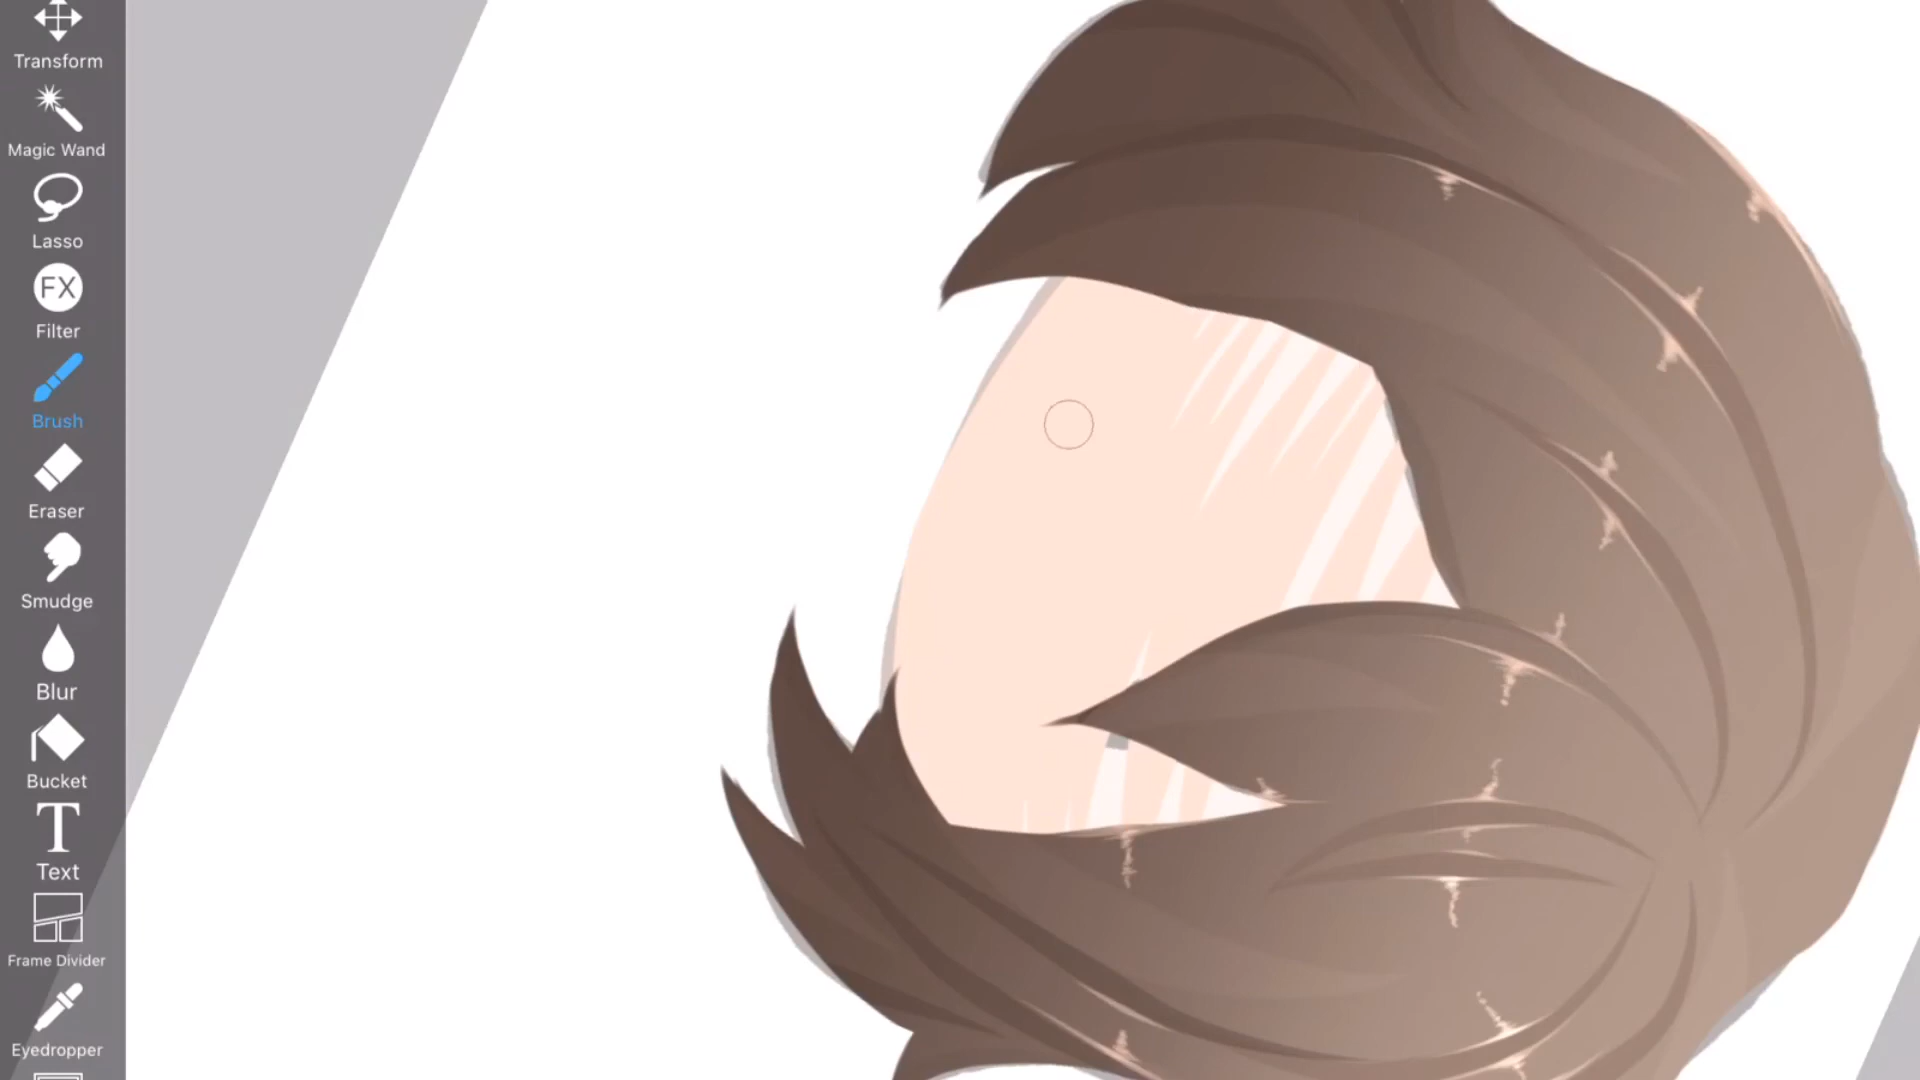 Transform
Magic Wand
Lasso
FX
Filter
Brush
Eraser
Smudge
Blur
Bucket
T
Text
Frame Divider
Eyedropper